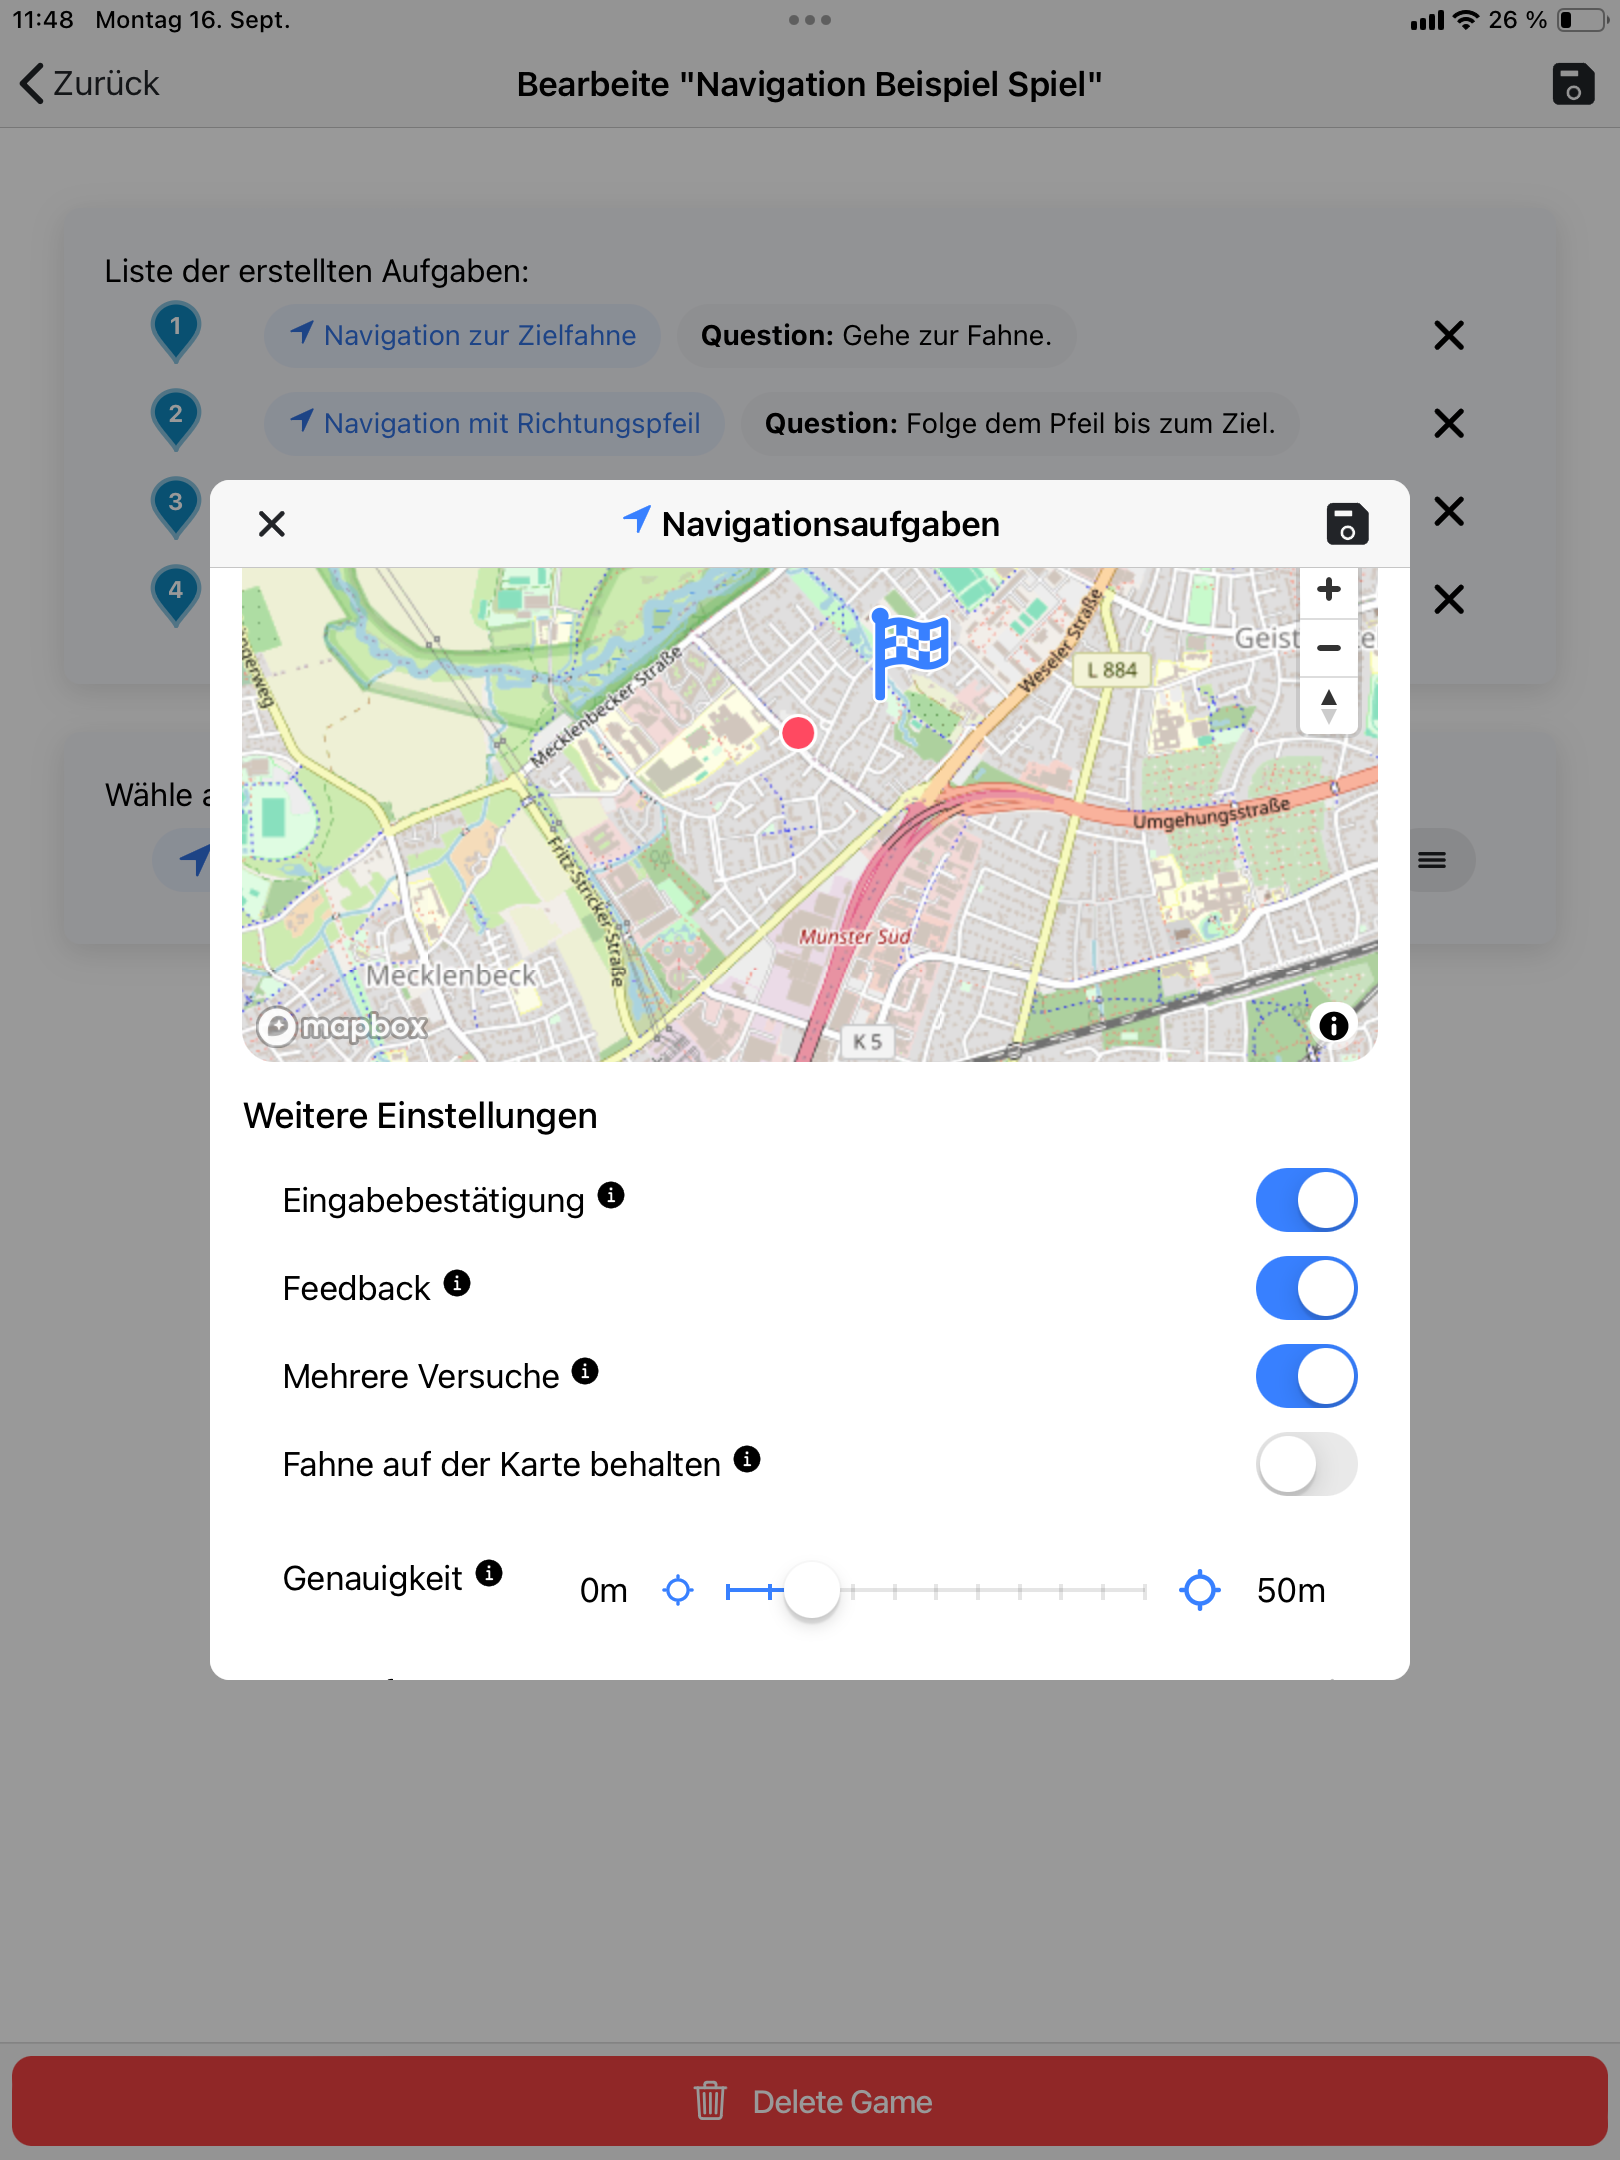 11:48 Montag 16. Sept.
26 %
Zurück
Bearbeite "Navigation Beispiel Spiel"
Liste der erstellten Aufgaben:
1 Navigation zur Zielfahne Question: Gehe zur Fahne.
2 Navigation mit Richtungspfeil Question: Folge dem Pfeil bis zum Ziel.
3
4
Navigationsaufgaben
Weseler Straße
L 884
Mecklenbecker Straße
Umgehungsstraße
Fritz-Stricker-Straße
Munster Süd
Mecklenbeck
mapbox
K 5
Wähle
Weitere Einstellungen
Eingabebestätigung
Feedback
Mehrere Versuche
Fahne auf der Karte behalten
Genauigkeit 0m 50m
Delete Game